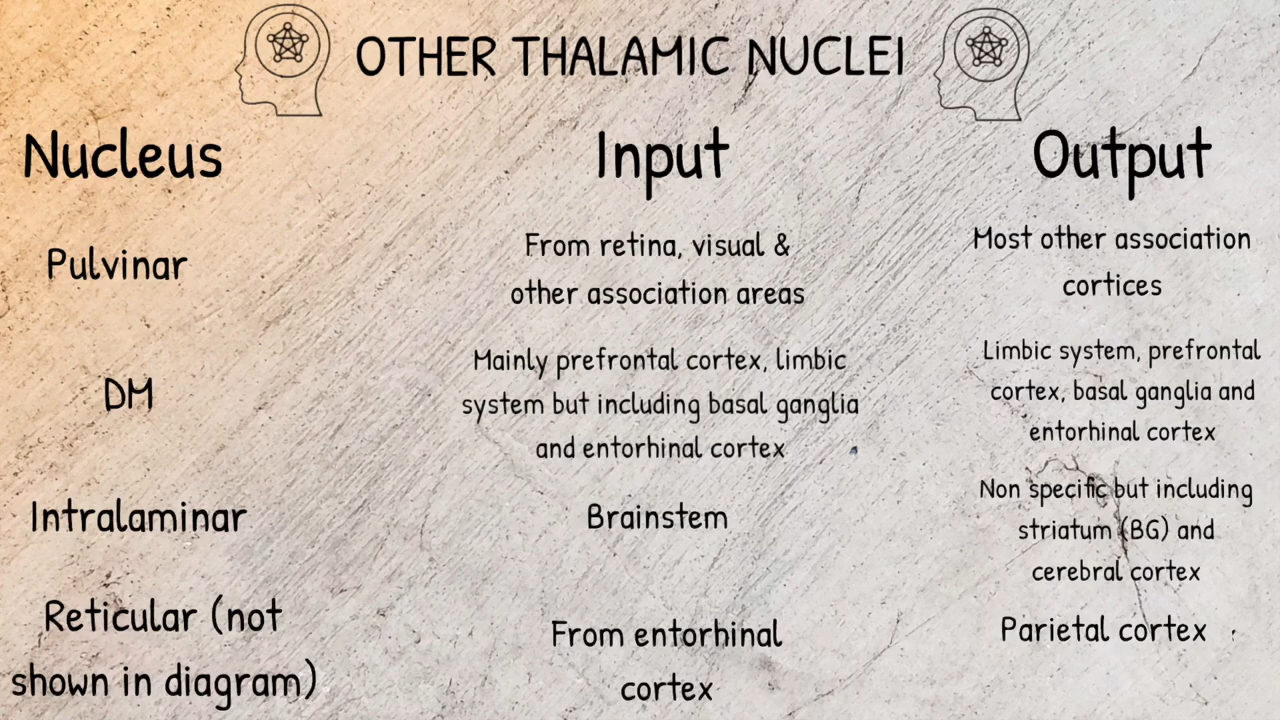 OTHER THALAMIC NUCLEI
Nucleus
Input
Output
Pulvinar
From retina, visual &
other association areas
Most other association
cortices
DM
Mainly prefrontal cortex, limbic
system but including basal ganglia
and entorhinal cortex
Limbic system, prefrontal
cortex, basal ganglia and
entorhinal cortex
Intralaminar
Brainstem
Non specific but including
striatum (BG) and
cerebral cortex
Reticular (not
shown in diagram)
From entorhinal
cortex
Parietal cortex